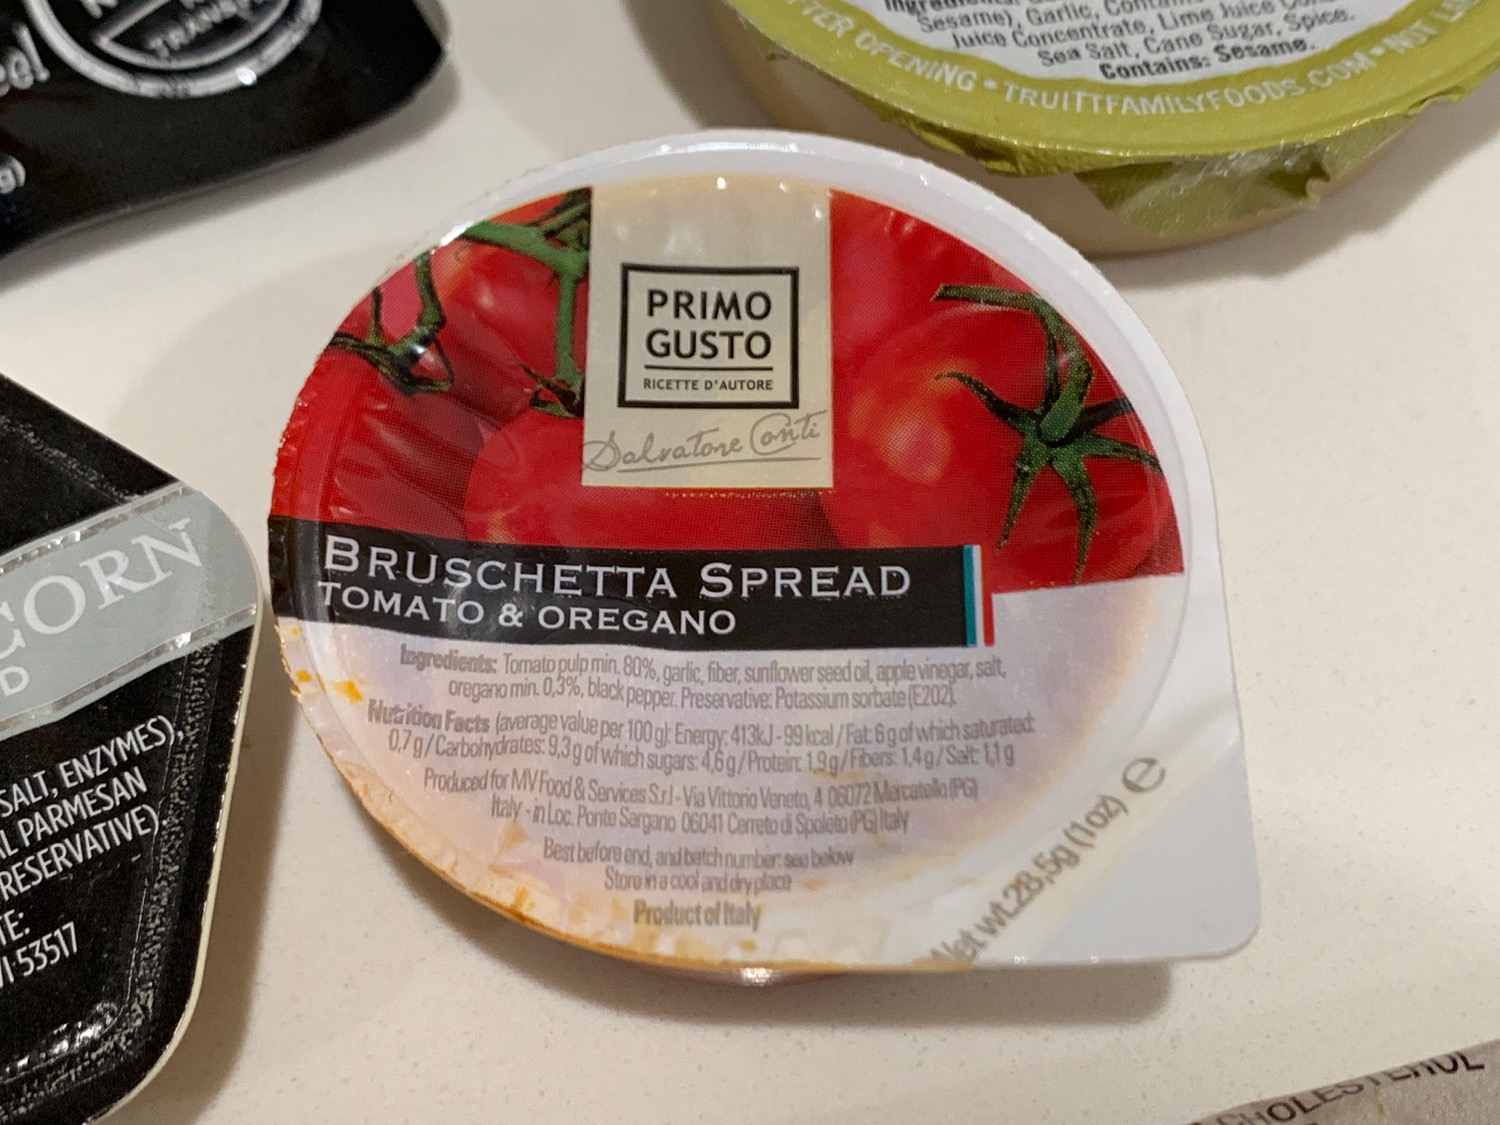 TRANS
g)
Ingredients:
Sesame), Garlic,
Juice Concentrate, Lime Juice
Sea Salt, Cane Sugar, Spice.
Contains: Sesame.
AFTER OPENING • TRUITTFAMILYFOODS.COM • NOT
PRIMO
GUSTO
RICETTE D'AUTORE
Salvatore Conti
BRUSCHETTA SPREAD
TOMATO & OREGANO
Ingredients: Tomato pulp min. 80%, garlic, fiber, sunflower seed oil, apple vinegar, salt,
oregano min. 0,3%, black pepper. Preservative: Potassium sorbate (E202).
Nutrition Facts (average value per 100 g): Energy: 413kJ - 99 kcal / Fat: 6 g of which saturated:
0,7 g / Carbohydrates: 9,3 g of which sugars: 4,6 g / Protein: 1,9 g / Fibers: 1,4 g / Salt: 1,1 g
Produced for MV Food & Services S.r.l - Via Vittorio Veneto, 4 06072 Marcatello (PG)
Italy - in Loc. Ponte Sargano 06041 Cerreto di Spoleto (PG) Italy
Best before end, and batch number: see below
Store in a cool and dry place
Product of Italy
Net wt. 28,5g (1oz) ℮
CORN
D
SALT, ENZYMES),
L PARMESAN
RESERVATIVE)
TE:
WI 53517
CHOLESTEROL